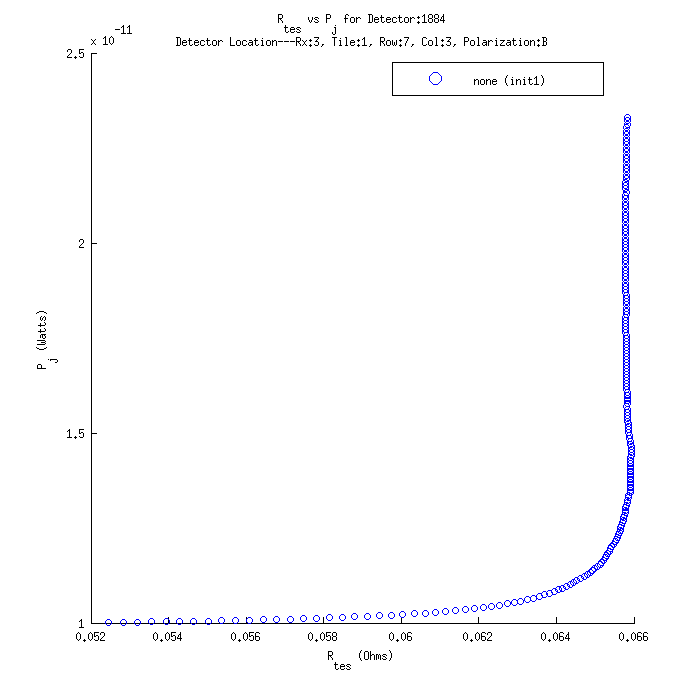 R_tes vs P_j for Detector:1884
Detector Location---Rx:3, Tile:1, Row:7, Col:3, Polarization:B
x 10^-11
none (init1)
2.5
2
1.5
1
P_j (Watts)
0.052 0.054 0.056 0.058 0.06 0.062 0.064 0.066
R_tes (Ohms)